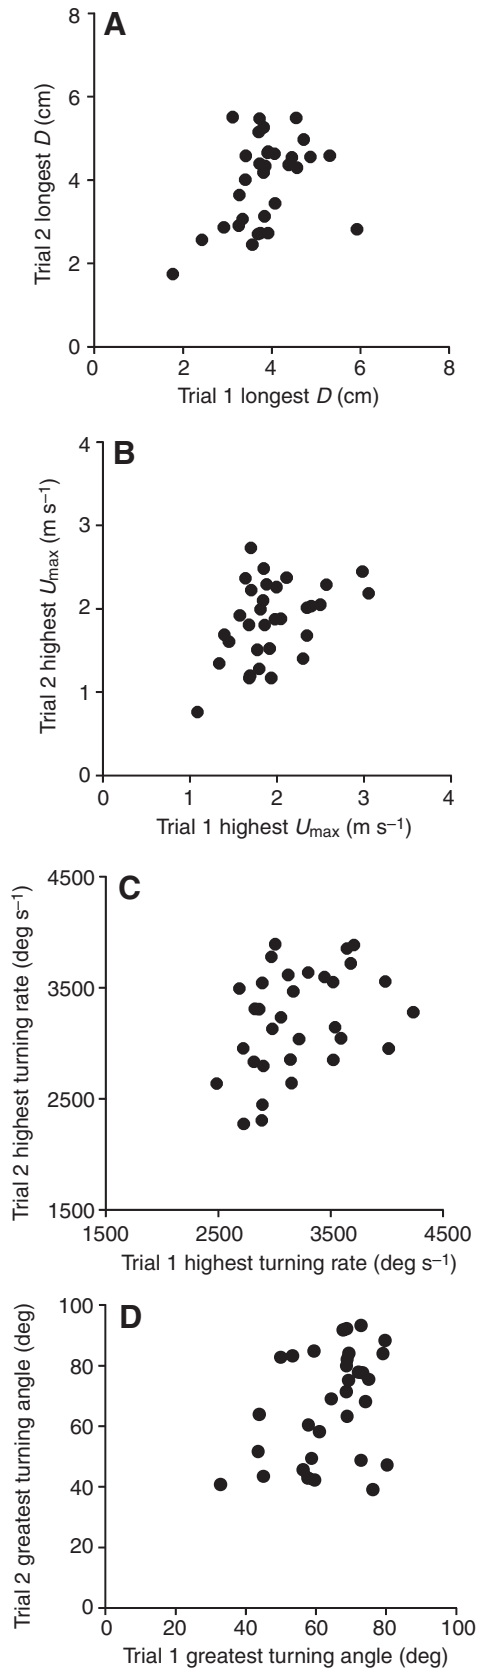 A
8
6
4
2
0
Trial 2 longest D (cm)
0 2 4 6 8
Trial 1 longest D (cm)
B
4
3
2
1
0
Trial 2 highest Umax (m s–1)
0 1 2 3 4
Trial 1 highest Umax (m s–1)
C
4500
3500
2500
1500
Trial 2 highest turning rate (deg s–1)
1500 2500 3500 4500
Trial 1 highest turning rate (deg s–1)
D
100
80
60
40
20
0
Trial 2 greatest turning angle (deg)
0 20 40 60 80 100
Trial 1 greatest turning angle (deg)